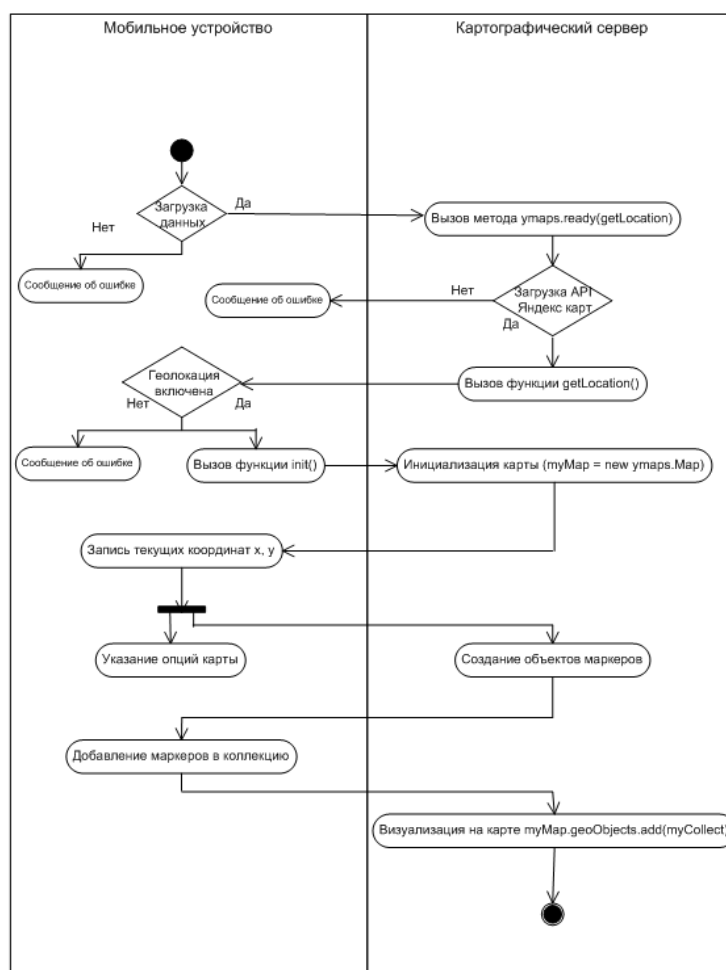 Мобильное устройство
Картографический сервер
Загрузка
данных
Да
Нет
Вызов метода ymaps.ready(getLocation)
Сообщение об ошибке
Сообщение об ошибке
Нет
Загрузка API
Яндекс карт
Да
Геолокация
включена
Нет
Да
Вызов функции getLocation()
Сообщение об ошибке
Вызов функции init()
Инициализация карты (myMap = new ymaps.Map)
Запись текущих координат x, y
Указание опций карты
Создание объектов маркеров
Добавление маркеров в коллекцию
Визуализация на карте myMap.geoObjects.add(myCollect)